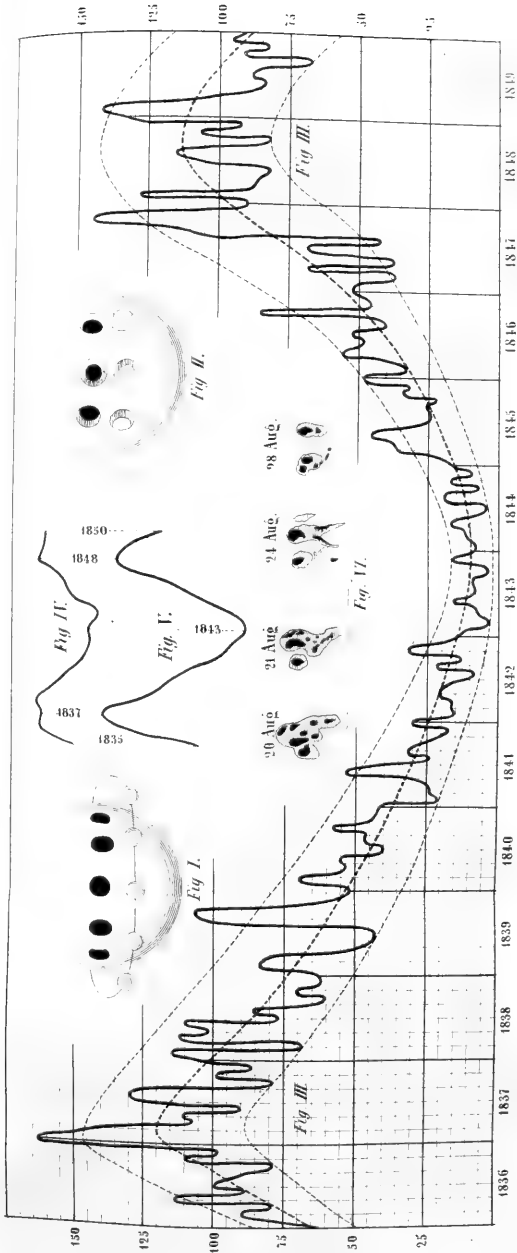 150
125
100
75
50
25
150
125
100
75
50
25
Fig I.
Fig II.
Fig III.
Fig III.
Fig IV.
1837
1848
Fig. V.
1835
1843
1850
20 Aug.
21 Aug.
24 Aug.
28 Aug.
Fig. VI.
1836
1837
1838
1839
1840
1841
1842
1843
1844
1845
1846
1847
1848
1849